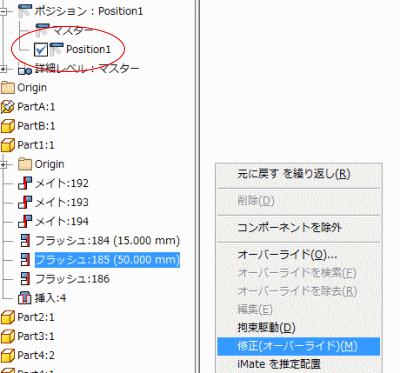 ポジション：Position1
マスター
Position1
詳細レベル：マスター
Origin
PartA:1
PartB:1
Part1:1
Origin
メイト:192
メイト:193
メイト:194
フラッシュ:184 (15.000 mm)
フラッシュ:185 (50.000 mm)
フラッシュ:186
挿入:4
Part2:1
Part3:1
Part4:2
Part4:1
元に戻す を繰り返し(R)
削除(D)
コンポーネントを除外
オーバーライド(O)...
オーバーライドを検索(F)
オーバーライドを除去(R)
編集(E)
拘束駆動(D)
修正(オーバーライド)(M)
iMate を推定配置